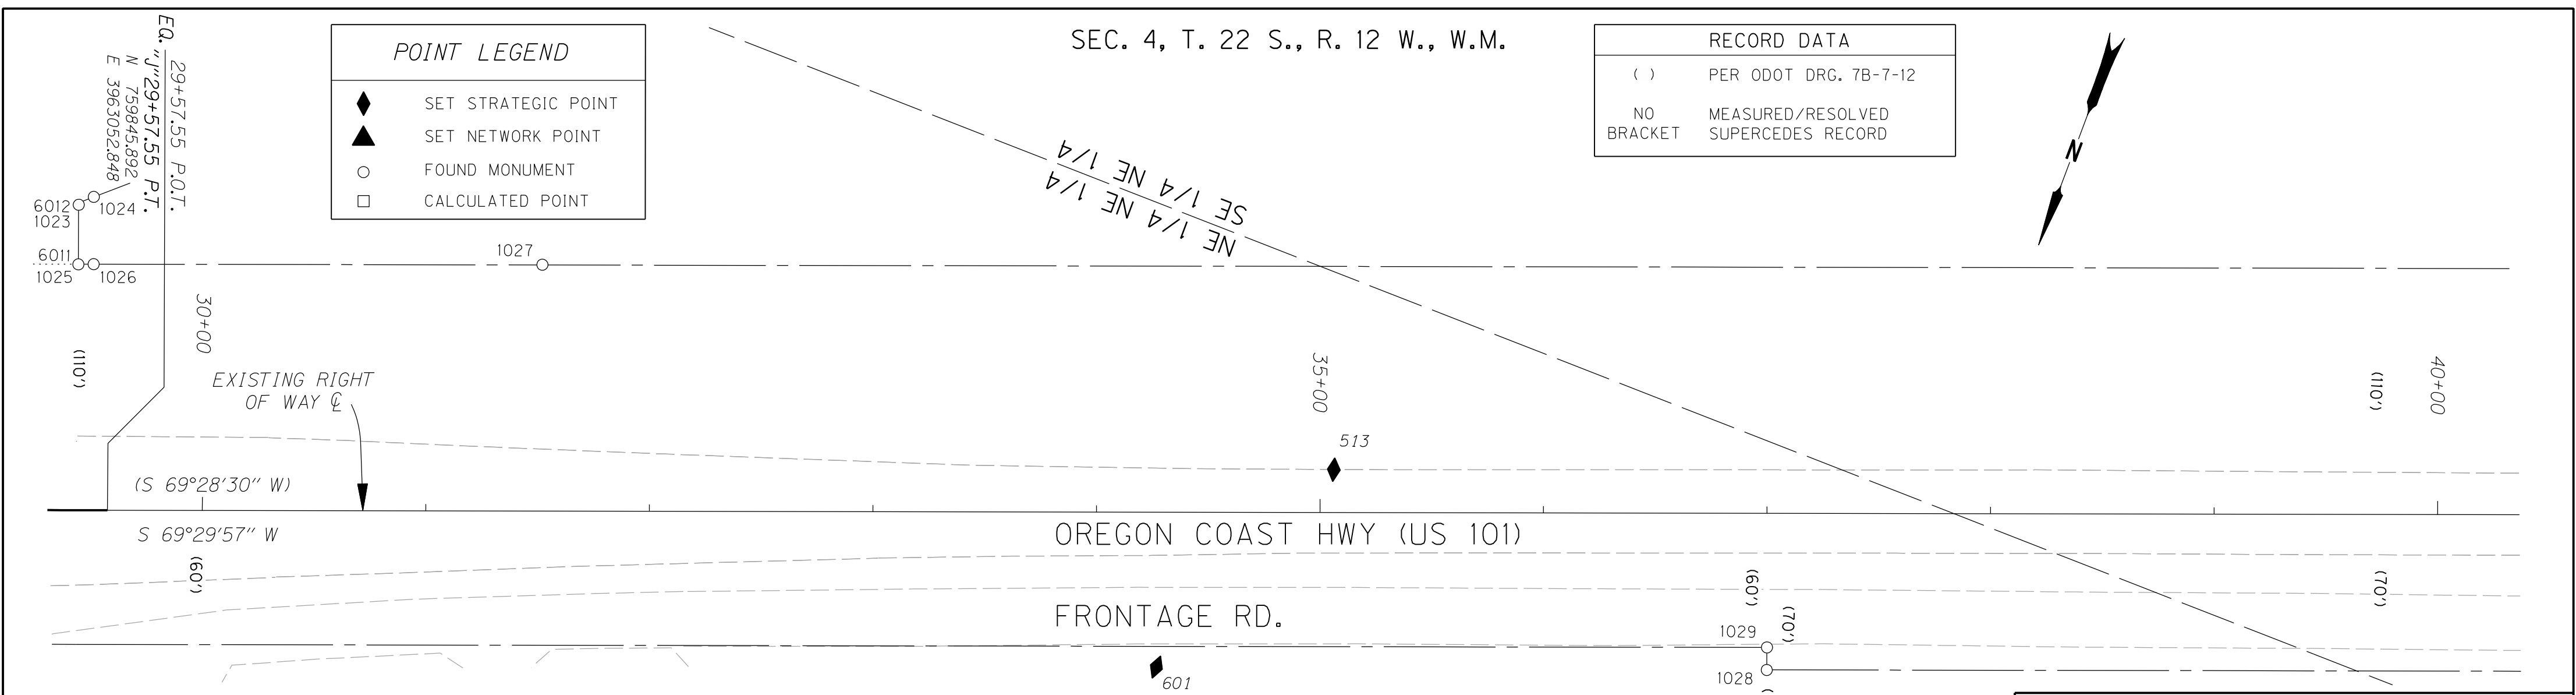 SEC. 4, T. 22 S., R. 12 W., W.M.
EQ.
29+57.55 P.O.T.
"J"29+57.55 P.T.
N 759845.892
E 3963052.848
POINT LEGEND
SET STRATEGIC POINT
SET NETWORK POINT
FOUND MONUMENT
CALCULATED POINT
RECORD DATA
( ) PER ODOT DRG. 7B-7-12
NO BRACKET
MEASURED/RESOLVED
SUPERCEDES RECORD
N
SE 1/4 NE 1/4
NE 1/4 NE 1/4
6012
1023
1024
6011
1025
1026
1027
30+00
35+00
40+00
(110')
(110')
EXISTING RIGHT
OF WAY ℄
513
(S 69°28'30" W)
S 69°29'57" W
OREGON COAST HWY (US 101)
(60')
(60')
(70')
(70')
FRONTAGE RD.
1029
1028
601